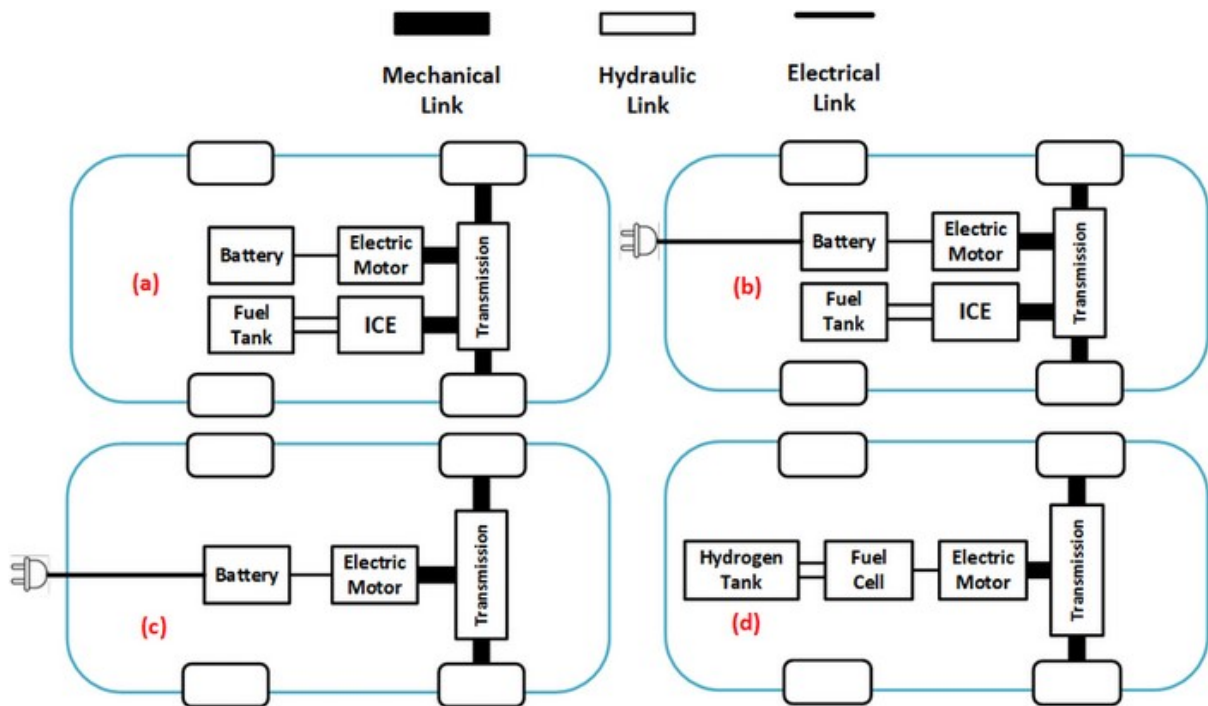 Mechanical
Link
Hydraulic
Link
Electrical
Link
(a)
Battery
Electric
Motor
Fuel
Tank
ICE
Transmission
(b)
Battery
Electric
Motor
Fuel
Tank
ICE
Transmission
(c)
Battery
Electric
Motor
Transmission
(d)
Hydrogen
Tank
Fuel
Cell
Electric
Motor
Transmission